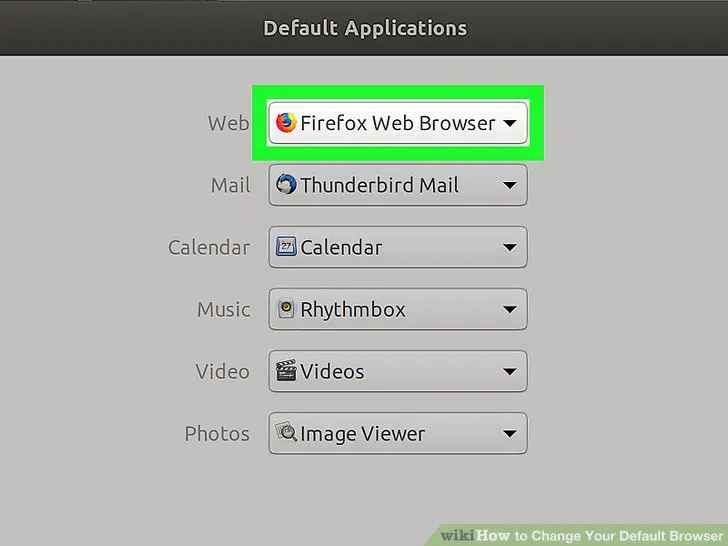 Default Applications
Web Firefox Web Browser
Mail Thunderbird Mail
Calendar 27 Calendar
Music Rhythmbox
Video Videos
Photos Image Viewer
wikiHow to Change Your Default Browser